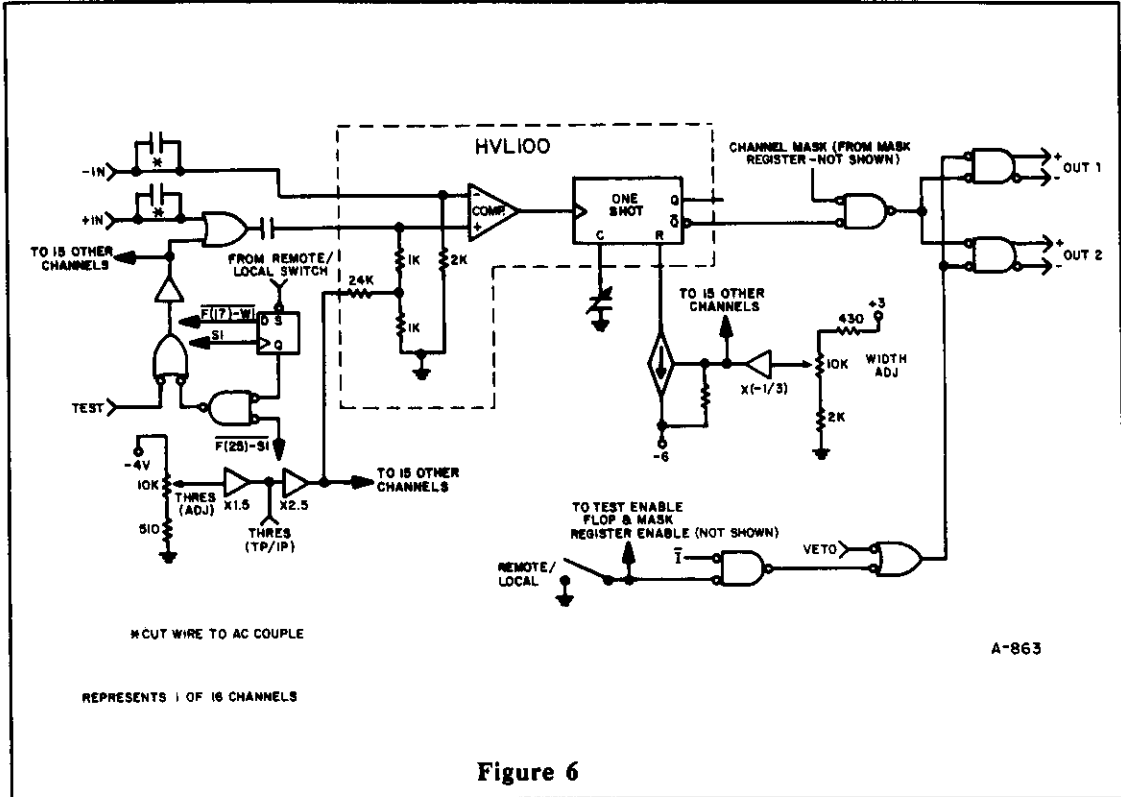 HVL100
CHANNEL MASK (FROM MASK
REGISTER-NOT SHOWN)
-IN
*
+IN
*
TO 15 OTHER
CHANNELS
FROM REMOTE/
LOCAL SWITCH
COMP.
-
+
ONE
SHOT
Q
Q̅
C
R
+
-
OUT 1
+
-
OUT 2
1K
2K
24K
1K
F(17)-W1
S1
D S
Q
TEST
F(25)-S1
TO 15 OTHER
CHANNELS
X(-1/3)
+3
430
10K
WIDTH
ADJ
2K
-6
-4V
10K
THRES
(ADJ)
510
X1.5
X2.5
THRES
(TP/IP)
TO 15 OTHER
CHANNELS
TO TEST ENABLE
FLOP & MASK
REGISTER ENABLE (NOT SHOWN)
REMOTE/
LOCAL
I̅
VETO
*CUT WIRE TO AC COUPLE
A-863
REPRESENTS 1 OF 16 CHANNELS
Figure 6